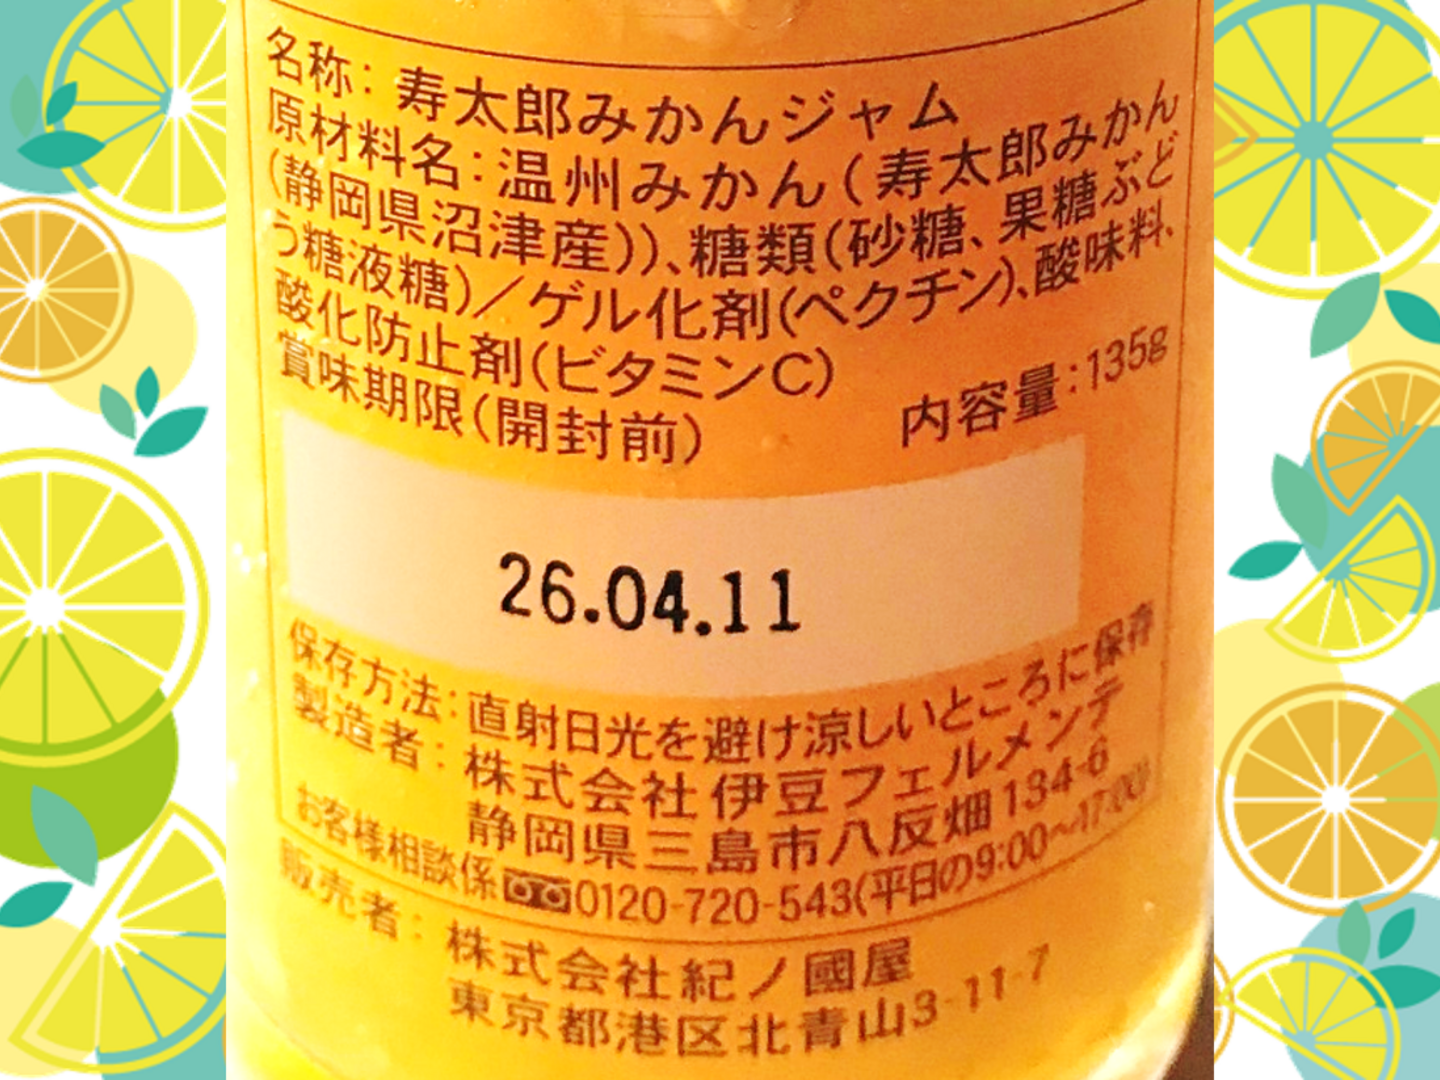 名称：寿太郎みかんジャム
原材料名：温州みかん（寿太郎みかん
（静岡県沼津産））、糖類（砂糖、果糖ぶど
う糖液糖）／ゲル化剤（ペクチン）、酸味料、
酸化防止剤（ビタミンC）
賞味期限（開封前） 内容量：135g
26.04.11
保存方法：直射日光を避け涼しいところに保存
製造者：株式会社伊豆フェルメンテ
静岡県三島市八反畑134-6
お客様相談係 0120-720-543(平日の9:00〜17:00)
販売者：株式会社紀ノ國屋
東京都港区北青山3-11-7